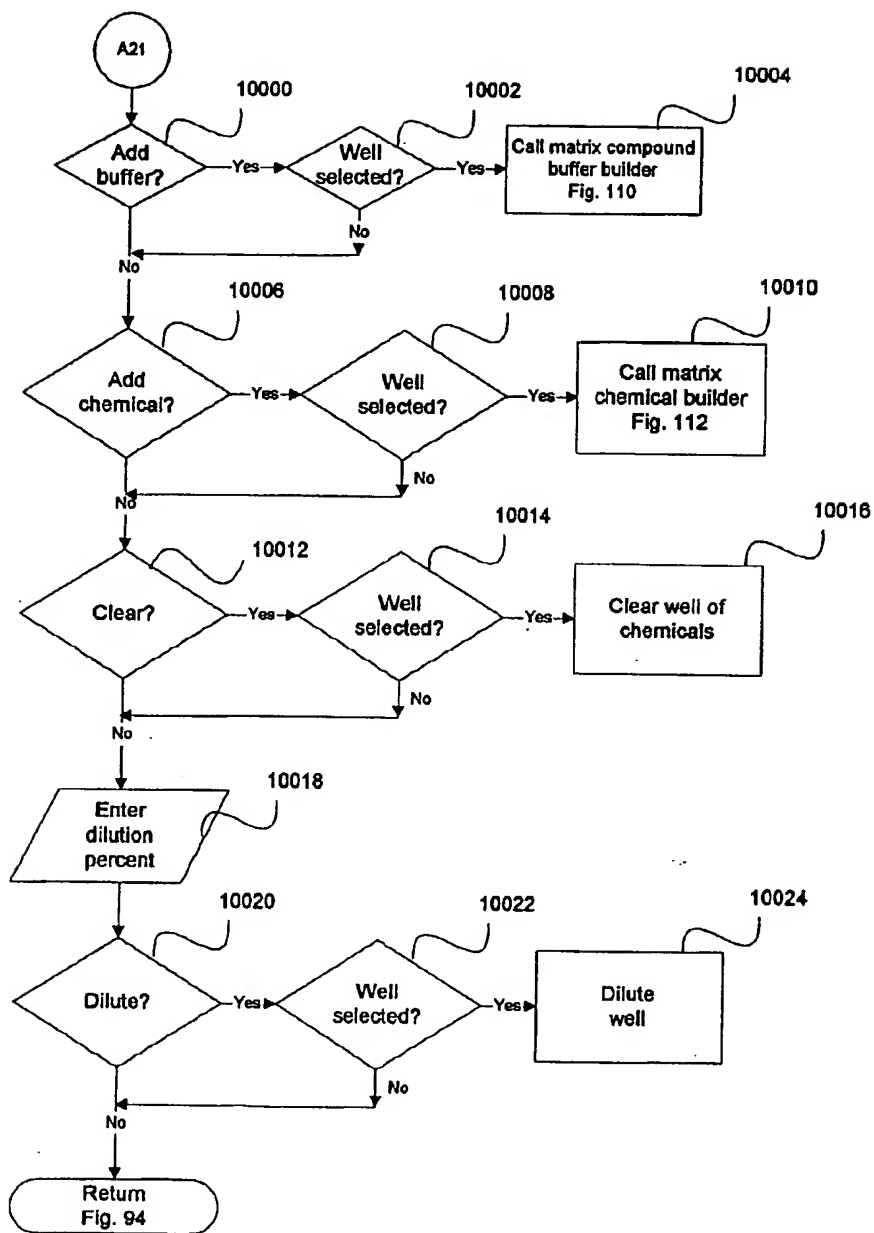 A21
10000
10002
10004
Add
buffer?
Yes
Well
selected?
Yes
Call matrix compound
buffer builder
Fig. 110
No
No
10006
10008
10010
Add
chemical?
Yes
Well
selected?
Yes
Call matrix
chemical builder
Fig. 112
No
No
10012
10014
10016
Clear?
Yes
Well
selected?
Yes
Clear well of
chemicals
No
No
10018
Enter
dilution
percent
10020
10022
10024
Dilute?
Yes
Well
selected?
Yes
Dilute
well
No
No
Return
Fig. 94